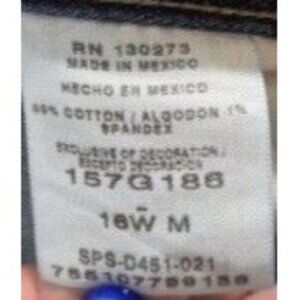 RN 130273
MADE IN MEXICO
HECHO EN MEXICO
99% COTTON / ALGODON 1%
SPANDEX
EXCLUSIVE OF DECORATION /
EXCEPTO DECORACION
157G186
-
16W M
SPS-D451-021